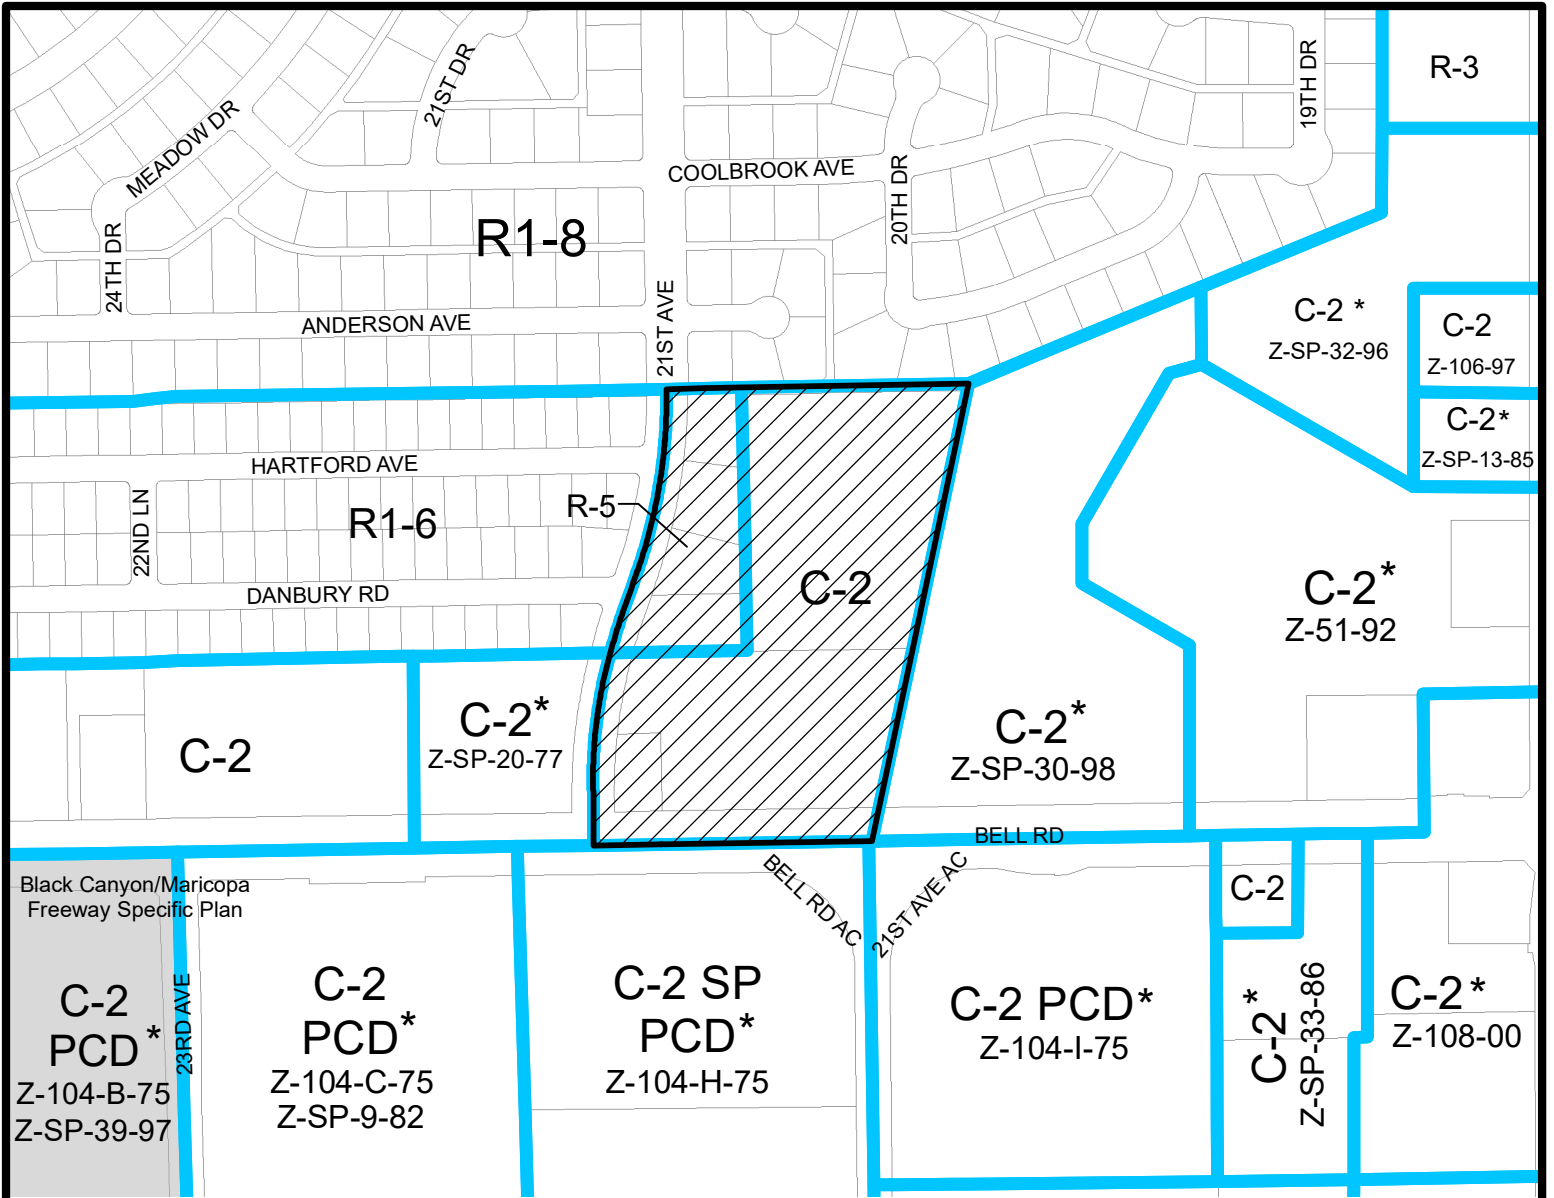 R-3
19TH DR
21ST DR
MEADOW DR
COOLBROOK AVE
20TH DR
R1-8
24TH DR
21ST AVE
ANDERSON AVE
C-2 *
Z-SP-32-96
C-2
Z-106-97
C-2*
Z-SP-13-85
HARTFORD AVE
22ND LN
R1-6
R-5
DANBURY RD
C-2
C-2*
Z-51-92
C-2
C-2*
Z-SP-20-77
C-2*
Z-SP-30-98
BELL RD
BELL RD AC
21ST AVE AC
Black Canyon/Maricopa
Freeway Specific Plan
C-2
PCD*
Z-104-B-75
Z-SP-39-97
23RD AVE
C-2
PCD*
Z-104-C-75
Z-SP-9-82
C-2 SP
PCD*
Z-104-H-75
C-2 PCD*
Z-104-I-75
C-2
C-2*
Z-SP-33-86
C-2*
Z-108-00